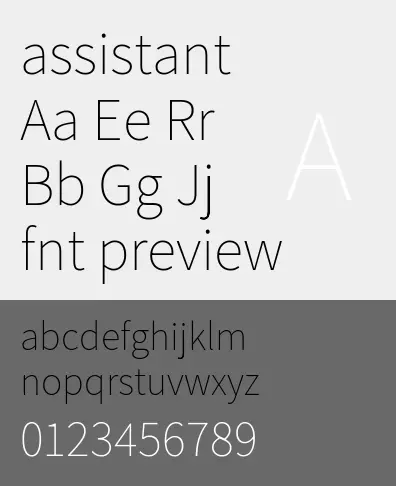 assistant
Aa Ee Rr
A
Bb Gg Jj
fnt preview
abcdefghijklm
nopqrstuvwxyz
0123456789